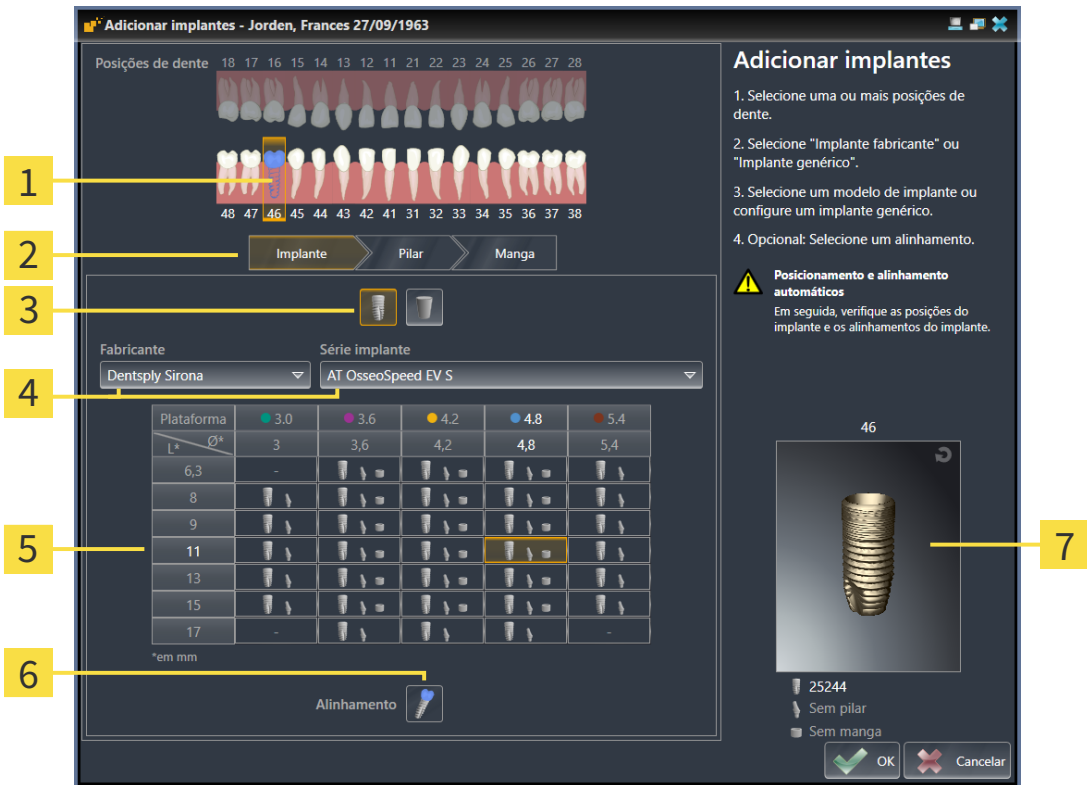 Adicionar implantes - Jorden, Frances 27/09/1963
Posições de dente 18 17 16 15 14 13 12 11 21 22 23 24 25 26 27 28
48 47 46 45 44 43 42 41 31 32 33 34 35 36 37 38
1
2
Implante Pilar Manga
3
Fabricante Série implante
Dentsply Sirona AT OsseoSpeed EV S
4
Plataforma 3.0 3.6 4.2 4.8 5.4
L* Ø* 3 3,6 4,2 4,8 5,4
6,3 -
8
9
5
11
13
15
17 - -
*em mm
6
Alinhamento
Adicionar implantes
1. Selecione uma ou mais posições de
dente.
2. Selecione "Implante fabricante" ou
"Implante genérico".
3. Selecione um modelo de implante ou
configure um implante genérico.
4. Opcional: Selecione um alinhamento.
Posicionamento e alinhamento
automáticos
Em seguida, verifique as posições do
implante e os alinhamentos do implante.
46
7
25244
Sem pilar
Sem manga
OK Cancelar